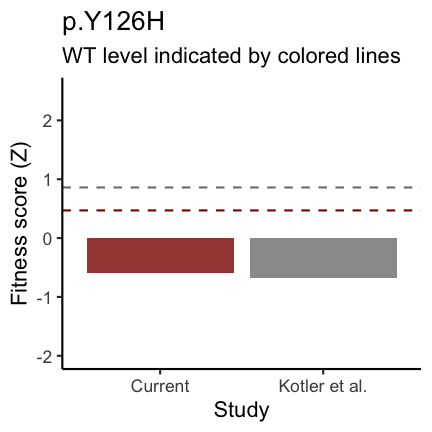 p.Y126H
WT level indicated by colored lines
Fitness score (Z)
2
1
0
-1
-2
Current
Kotler et al.
Study